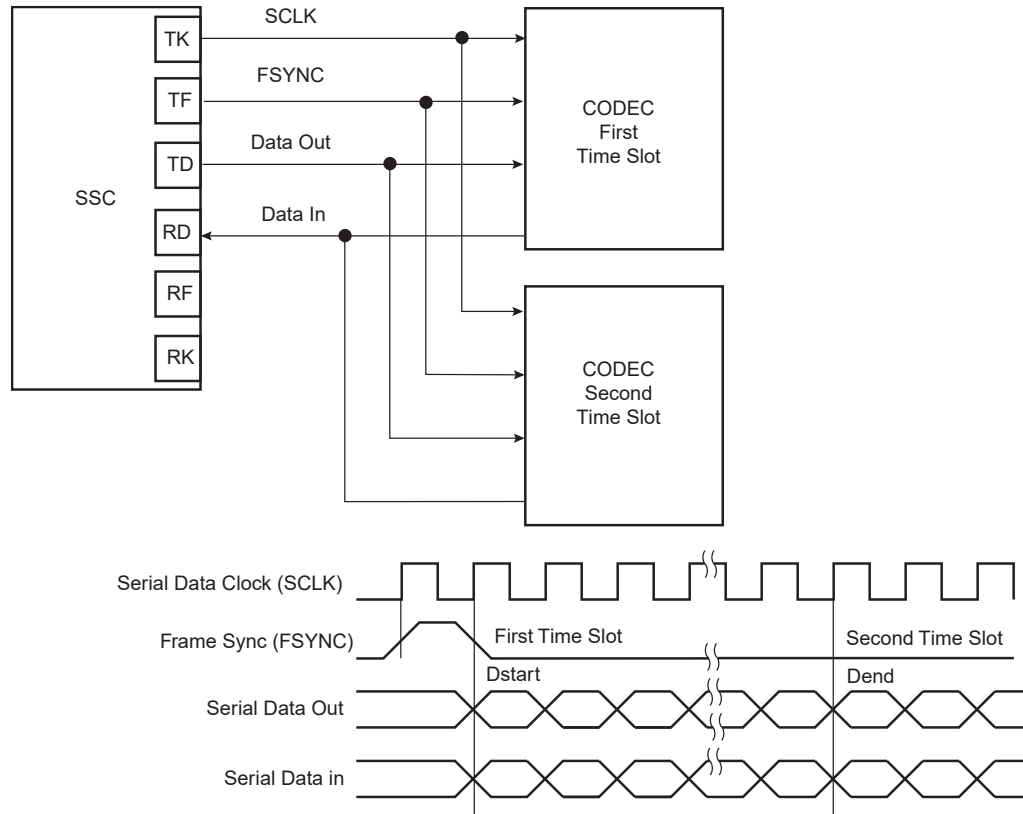 SCLK
TK
FSYNC
TF
CODEC
First
Time Slot
Data Out
TD
SSC
Data In
RD
RF
RK
CODEC
Second
Time Slot
Serial Data Clock (SCLK)
Frame Sync (FSYNC)
First Time Slot
Second Time Slot
Dstart
Dend
Serial Data Out
Serial Data in